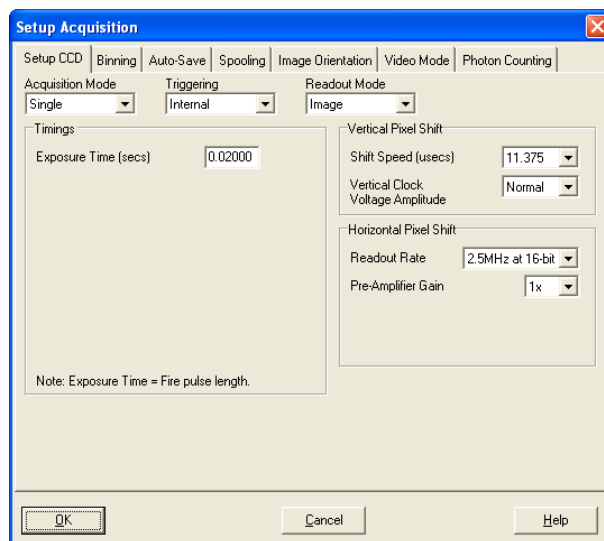 Setup Acquisition
Setup CCD Binning Auto-Save Spooling Image Orientation Video Mode Photon Counting
Acquisition Mode Triggering Readout Mode
Single Internal Image
Timings
Exposure Time (secs) 0.02000
Note: Exposure Time = Fire pulse length.
Vertical Pixel Shift
Shift Speed (usecs) 11.375
Vertical Clock
Voltage Amplitude Normal
Horizontal Pixel Shift
Readout Rate 2.5MHz at 16-bit
Pre-Amplifier Gain 1x
OK Cancel Help